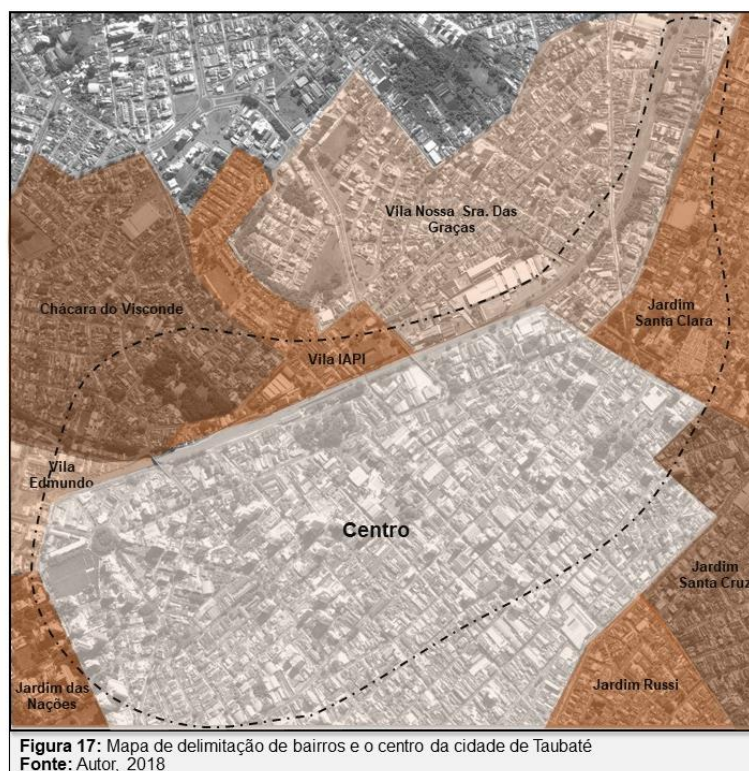 Vila Nossa Sra. Das
Graças
Chácara do Visconde
Jardim
Santa Clara
Vila IAPI
Vila
Edmundo
Centro
Jardim
Santa Cruz
Jardim das
Nações
Jardim Russi
Figura 17: Mapa de delimitação de bairros e o centro da cidade de Taubaté
Fonte: Autor, 2018